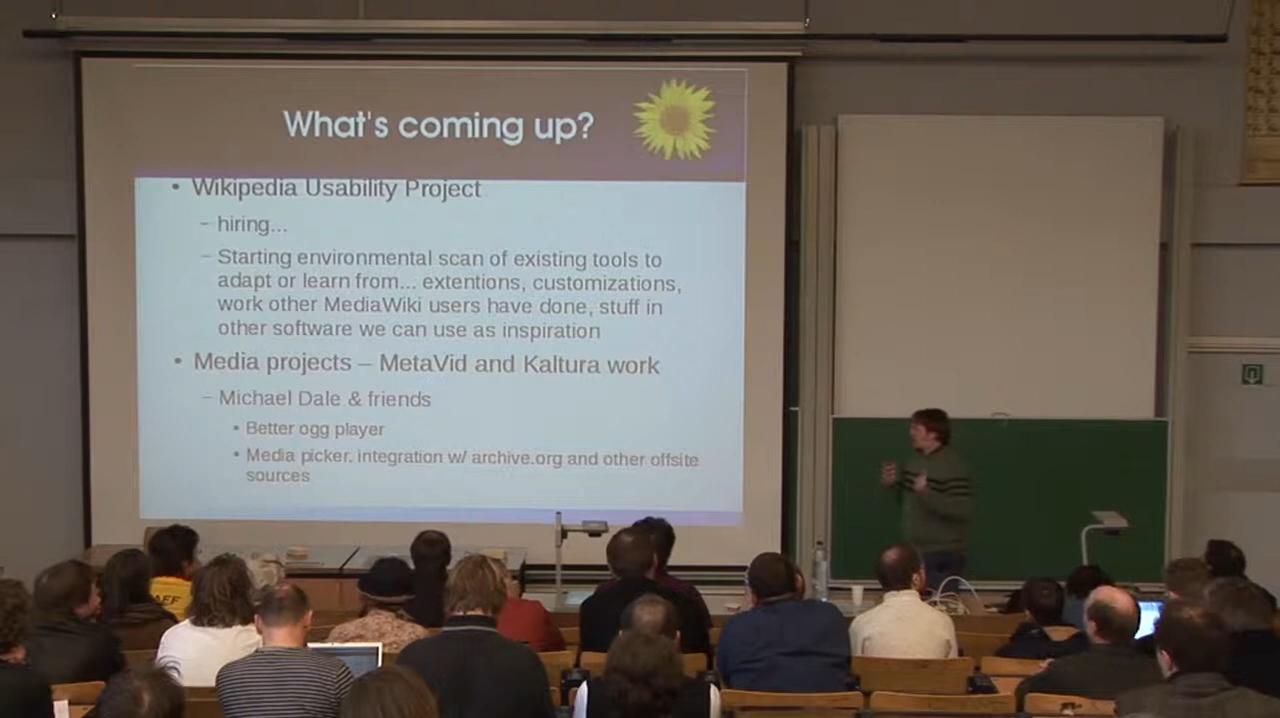 What's coming up?
• Wikipedia Usability Project
– hiring...
– Starting environmental scan of existing tools to
adapt or learn from... extentions, customizations,
work other MediaWiki users have done, stuff in
other software we can use as inspiration
• Media projects – MetaVid and Kaltura work
– Michael Dale & friends
• Better ogg player
• Media picker. integration w/ archive.org and other offsite
sources